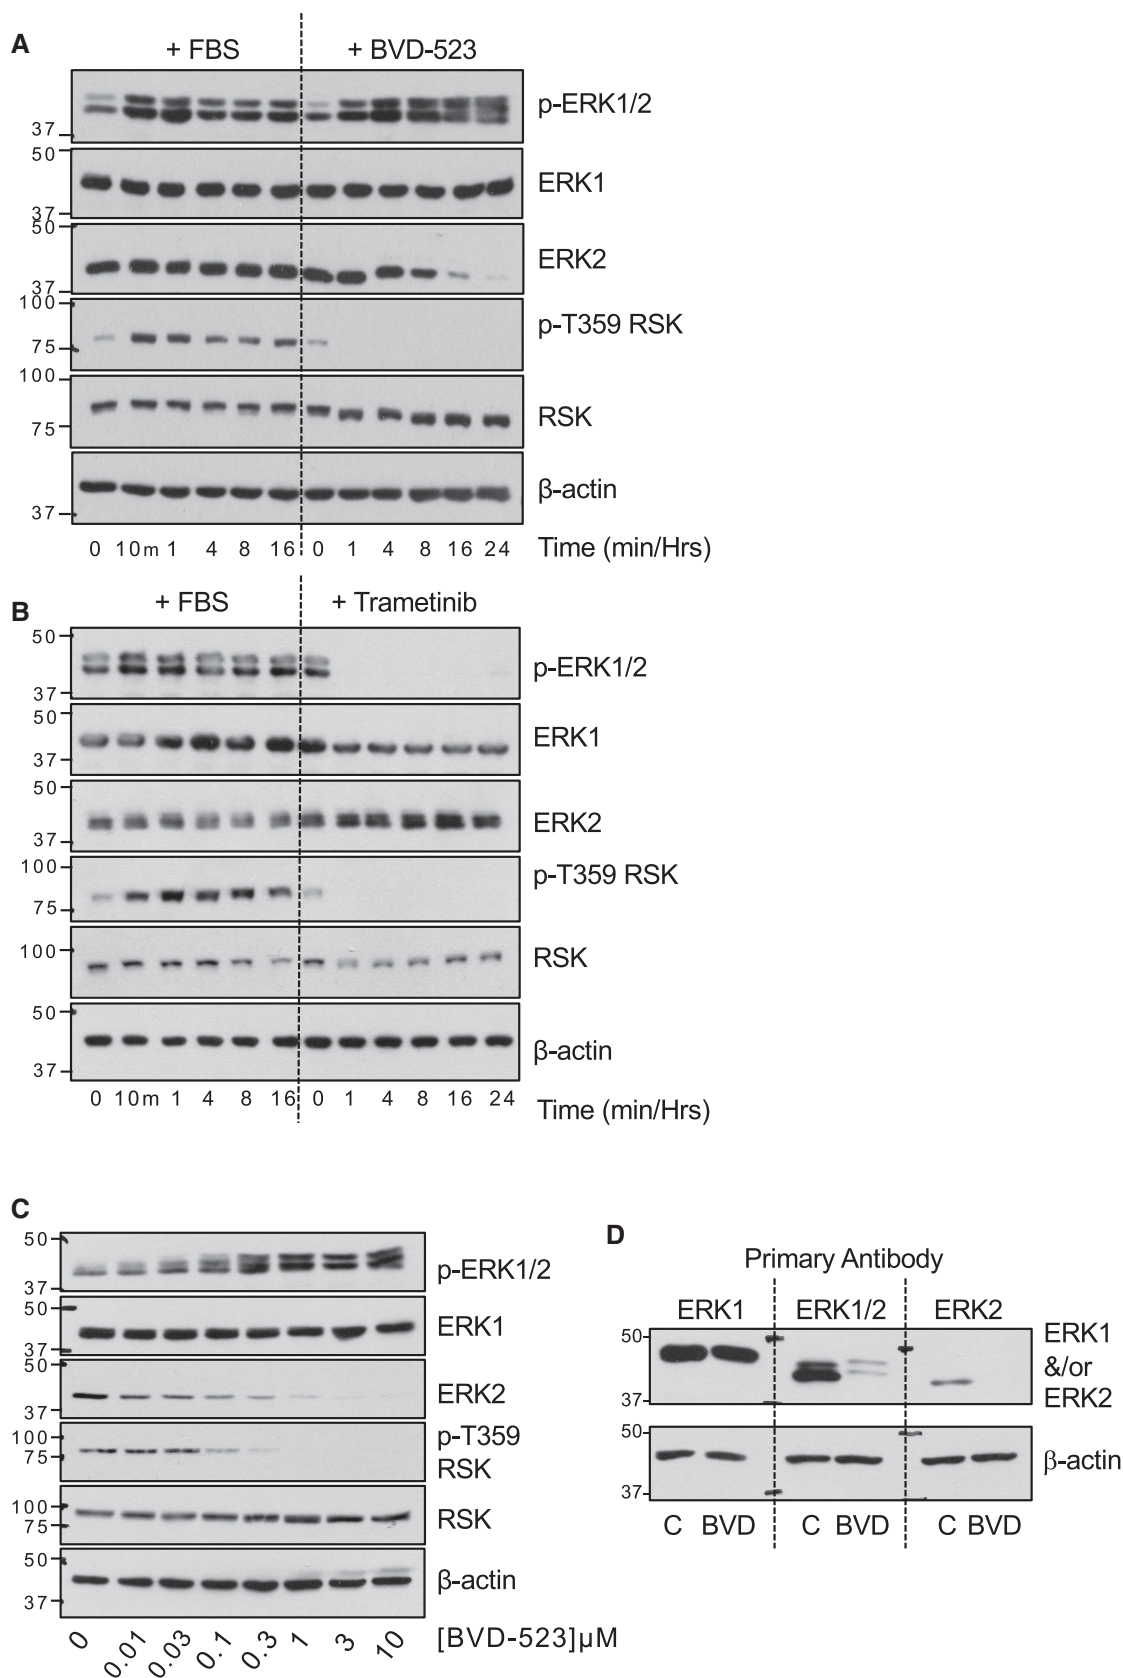 A
+ FBS + BVD-523
37 p-ERK1/2
50
37 ERK1
50
37 ERK2
100
75 p-T359 RSK
100
75 RSK
37 β-actin
0 10m 1 4 8 16 0 1 4 8 16 24 Time (min/Hrs)
B
+ FBS + Trametinib
50
37 p-ERK1/2
50
37 ERK1
50
37 ERK2
100
75 p-T359 RSK
100 RSK
50
37 β-actin
0 10m 1 4 8 16 0 1 4 8 16 24 Time (min/Hrs)
C
50
37 p-ERK1/2
50
37 ERK1
50
37 ERK2
100 p-T359
75 RSK
100
75 RSK
50
37 β-actin
0 0.01 0.03 0.1 0.3 1 3 10 [BVD-523]µM
D
Primary Antibody
ERK1 ERK1/2 ERK2
50 ERK1
&/or
37 ERK2
50
β-actin
37
C BVD C BVD C BVD